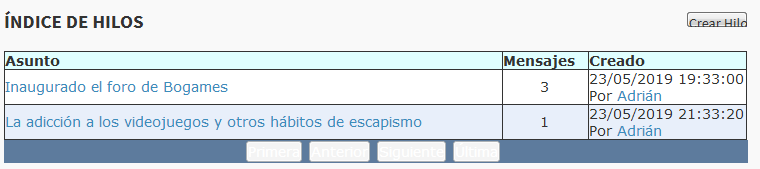 ÍNDICE DE HILOS
Crear Hilo
Asunto Mensajes Creado
Inaugurado el foro de Bogames 3 23/05/2019 19:33:00
Por Adrián
La adicción a los videojuegos y otros hábitos de escapismo 1 23/05/2019 21:33:20
Por Adrián
Primera Anterior Siguiente Última